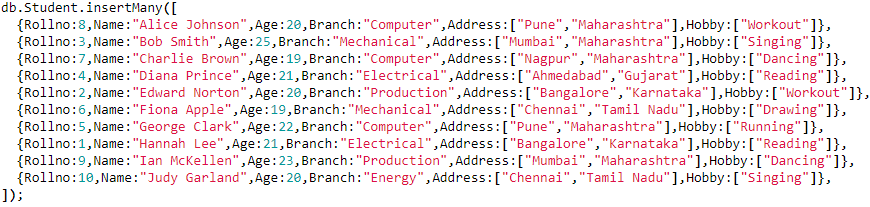 db.Student.insertMany([
{Rollno:8,Name:"Alice Johnson",Age:20,Branch:"Computer",Address:["Pune","Maharashtra"],Hobby:["Workout"]},
{Rollno:3,Name:"Bob Smith",Age:25,Branch:"Mechanical",Address:["Mumbai","Maharashtra"],Hobby:["Singing"]},
{Rollno:7,Name:"Charlie Brown",Age:19,Branch:"Computer",Address:["Nagpur","Maharashtra"],Hobby:["Dancing"]},
{Rollno:4,Name:"Diana Prince",Age:21,Branch:"Electrical",Address:["Ahmedabad","Gujarat"],Hobby:["Reading"]},
{Rollno:2,Name:"Edward Norton",Age:20,Branch:"Production",Address:["Bangalore","Karnataka"],Hobby:["Workout"]},
{Rollno:6,Name:"Fiona Apple",Age:19,Branch:"Mechanical",Address:["Chennai","Tamil Nadu"],Hobby:["Drawing"]},
{Rollno:5,Name:"George Clark",Age:22,Branch:"Computer",Address:["Pune","Maharashtra"],Hobby:["Running"]},
{Rollno:1,Name:"Hannah Lee",Age:21,Branch:"Electrical",Address:["Bangalore","Karnataka"],Hobby:["Reading"]},
{Rollno:9,Name:"Ian McKellen",Age:23,Branch:"Production",Address:["Mumbai","Maharashtra"],Hobby:["Dancing"]},
{Rollno:10,Name:"Judy Garland",Age:20,Branch:"Energy",Address:["Chennai","Tamil Nadu"],Hobby:["Singing"]},
]);